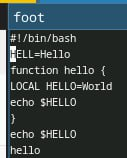 foot
#!/bin/bash
HELL=Hello
function hello {
LOCAL HELLO=World
echo $HELLO
}
echo $HELLO
hello